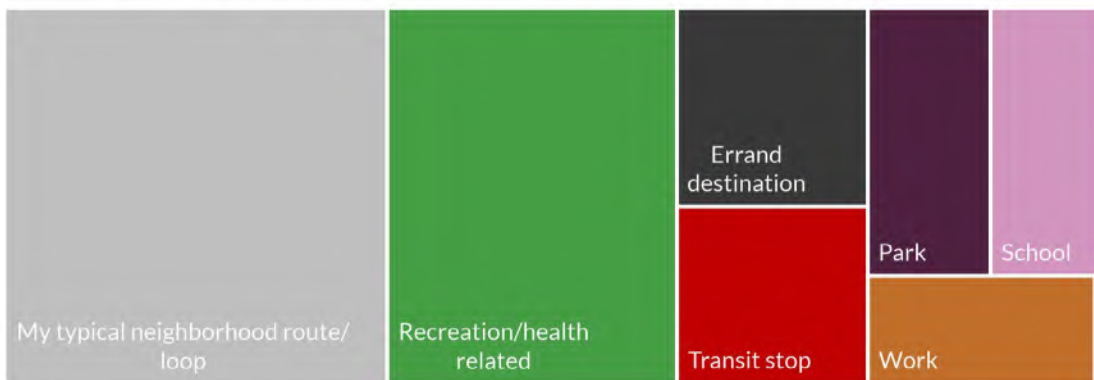 My typical neighborhood route/
loop
Recreation/health
related
Errand
destination
Transit stop
Park
School
Work